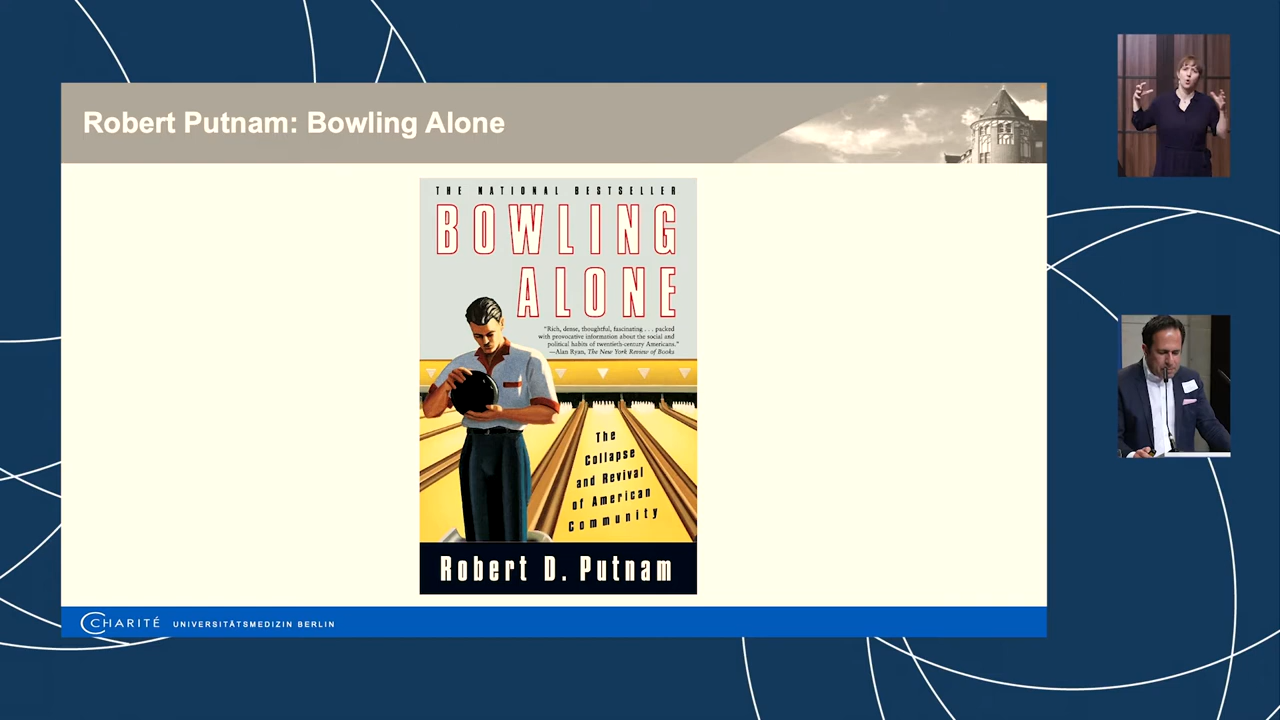 Robert Putnam: Bowling Alone
THE NATIONAL BESTSELLER
BOWLING
ALONE
"Rich, dense, thoughtful, fascinating . . . packed
with provocative information about the social and
political habits of twentieth-century Americans."
—Alan Ryan, The New York Review of Books
The
Collapse
and Revival
of American
Community
Robert D. Putnam
CHARITÉ UNIVERSITÄTSMEDIZIN BERLIN